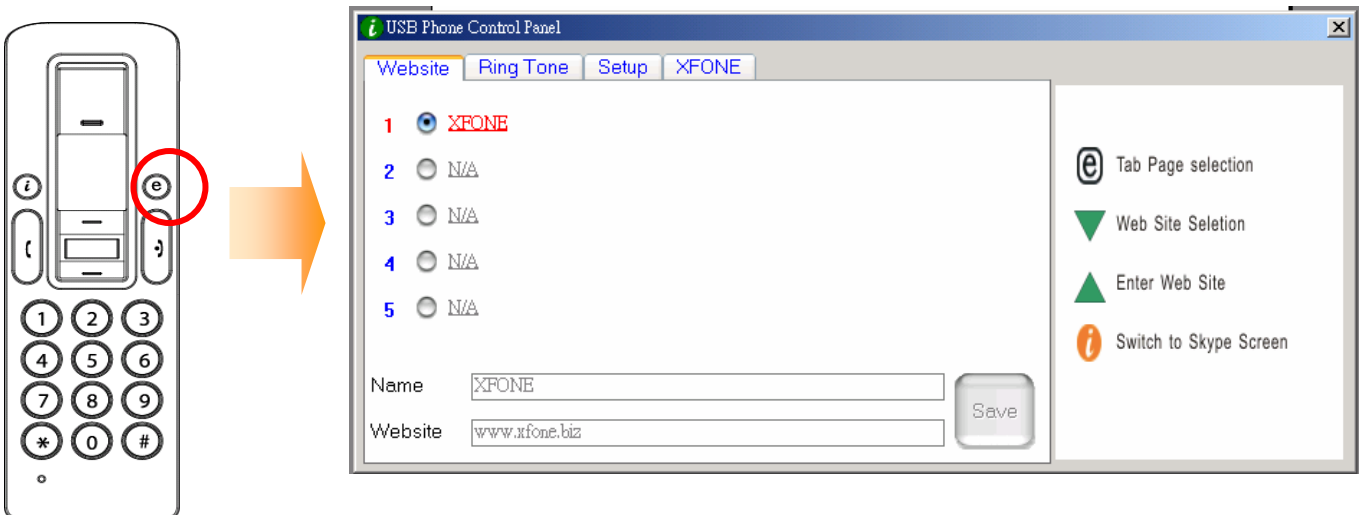 i
e
1 2 3
4 5 6
7 8 9
* 0 #
i USB Phone Control Panel
Website Ring Tone Setup XFONE
1 XFONE
2 N/A
3 N/A
4 N/A
5 N/A
Name XFONE
Website www.xfone.biz
Save
e Tab Page selection
Web Site Seletion
Enter Web Site
i Switch to Skype Screen